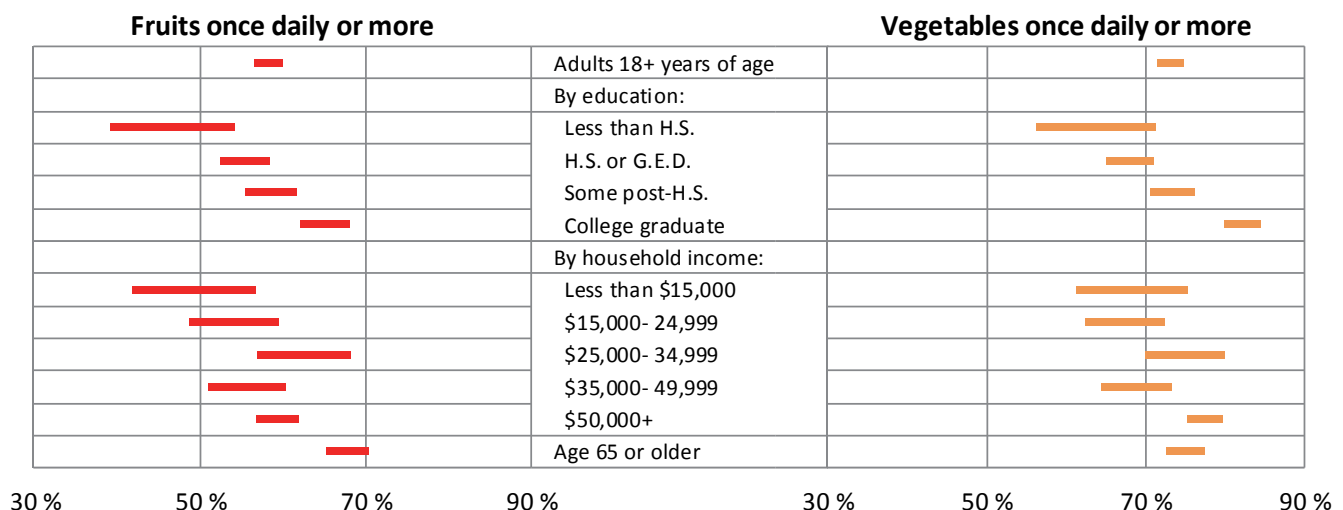 Fruits once daily or more
Vegetables once daily or more
Adults 18+ years of age
By education:
Less than H.S.
H.S. or G.E.D.
Some post-H.S.
College graduate
By household income:
Less than $15,000
$15,000- 24,999
$25,000- 34,999
$35,000- 49,999
$50,000+
Age 65 or older
30 % 50 % 70 % 90 % 30% 50 % 70 % 90 %